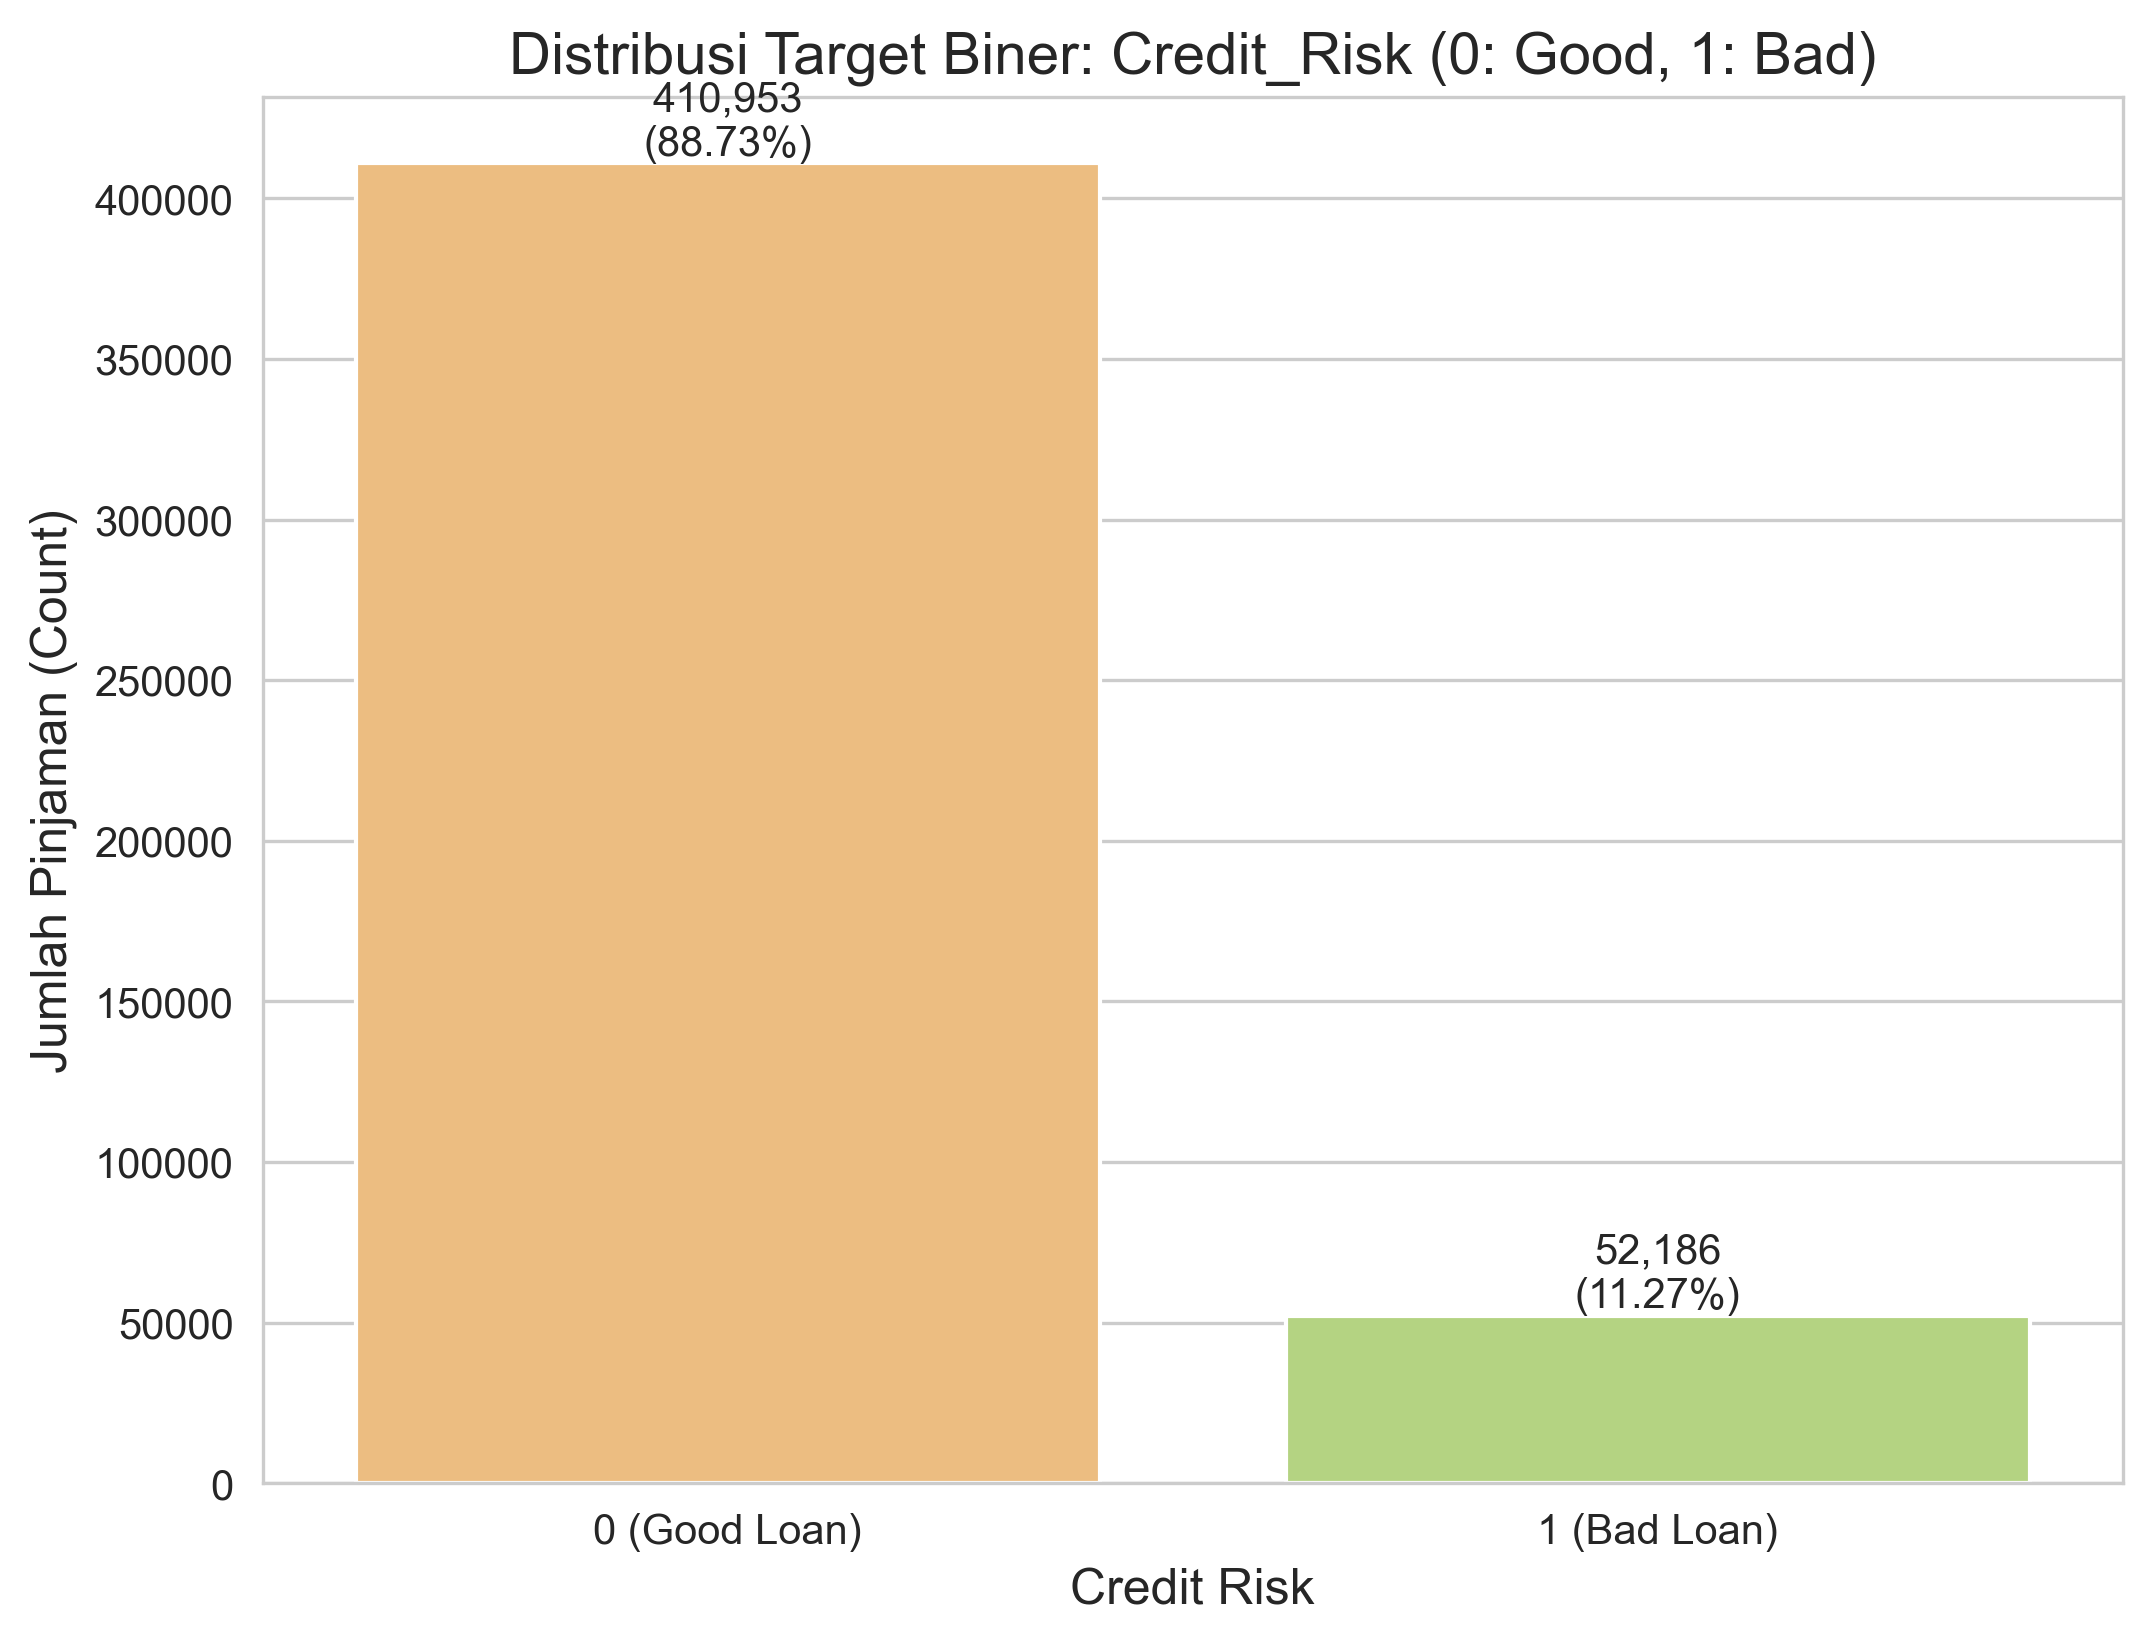 Distribusi Target Biner: Credit_Risk (0: Good, 1: Bad)
410,953
(88.73%)
400000
350000
300000
250000
200000
150000
100000
50000
0
Jumlah Pinjaman (Count)
52,186
(11.27%)
0 (Good Loan)
1 (Bad Loan)
Credit Risk